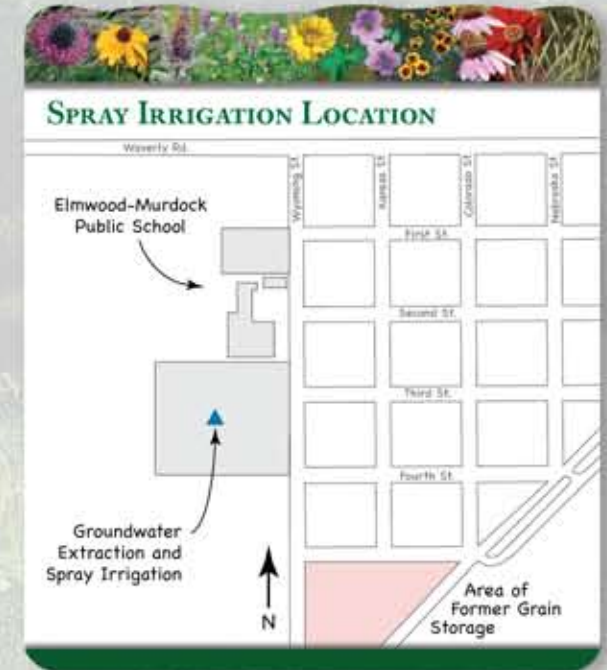 SPRAY IRRIGATION LOCATION
Waverly Rd.
Wyoming St.
Kansas St.
Colorado St.
Nebraska St.
Elmwood-Murdock
Public School
First St.
Second St.
Third St.
Fourth St.
Groundwater
Extraction and
Spray Irrigation
N
Area of
Former Grain
Storage